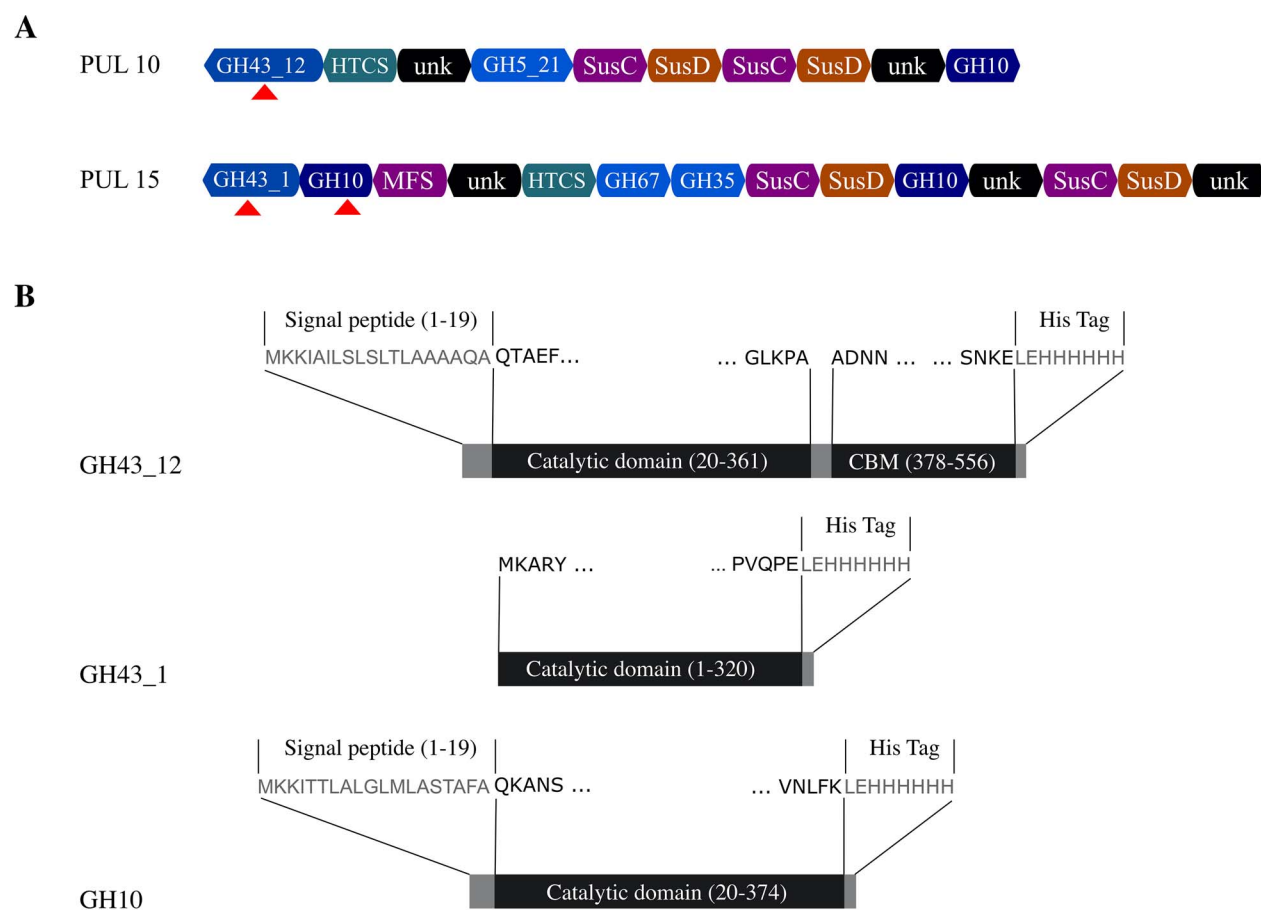 A
PUL 10 GH43_12 HTCS unk GH5_21 SusC SusD SusC SusD unk GH10
PUL 15 GH43_1 GH10 MFS unk HTCS GH67 GH35 SusC SusD GH10 unk SusC SusD unk
B
Signal peptide (1-19) His Tag
MKKIAILSLSLTLAAAAQA QTAEF... ... GLKPA ADNN ... ... SNKE LEHHHHHH
GH43_12 Catalytic domain (20-361) CBM (378-556)
His Tag
MKARY ... ... PVQPE LEHHHHHH
GH43_1 Catalytic domain (1-320)
Signal peptide (1-19) His Tag
MKKITTLALGLMLASTAFA QKANS ... ... VNLFK LEHHHHHH
GH10 Catalytic domain (20-374)